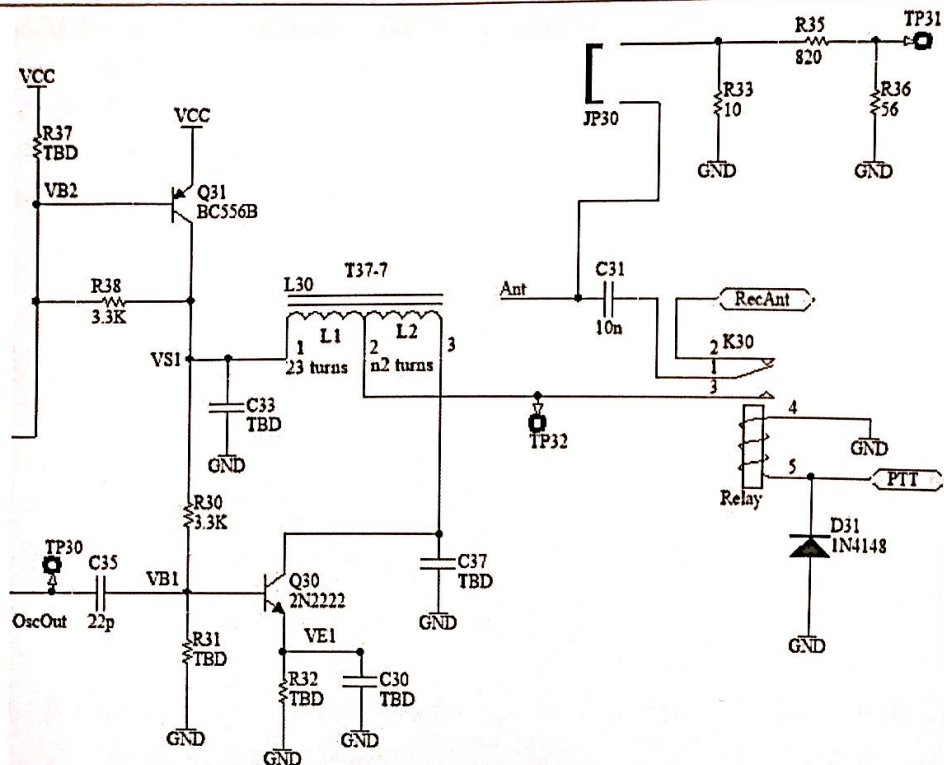 VCC
R37
TBD
VB2
VCC
Q31
BC556B
R38
3.3K
VS1
T37-7
L30
L1
L2
1
2
3
23 turns
n2 turns
C33
TBD
GND
R30
3.3K
TP30
C35
VB1
OscOut
22p
R31
TBD
GND
Q30
2N2222
VE1
R32
TBD
GND
C30
TBD
GND
C37
TBD
GND
JP30
R35
820
TP31
R33
10
GND
R36
56
GND
Ant
C31
10n
RecAnt
K30
2
1
3
TP32
4
GND
5
PTT
Relay
D31
1N4148
GND